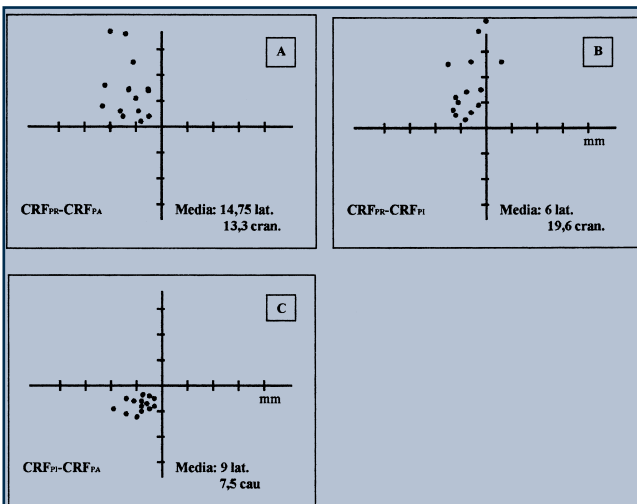 A
CRFPR-CRFPA
Media: 14,75 lat.
13,3 cran.
B
mm
CRFPR-CRFPI
Media: 6 lat.
19,6 cran.
C
mm
CRFPI-CRFPA
Media: 9 lat.
7,5 cau